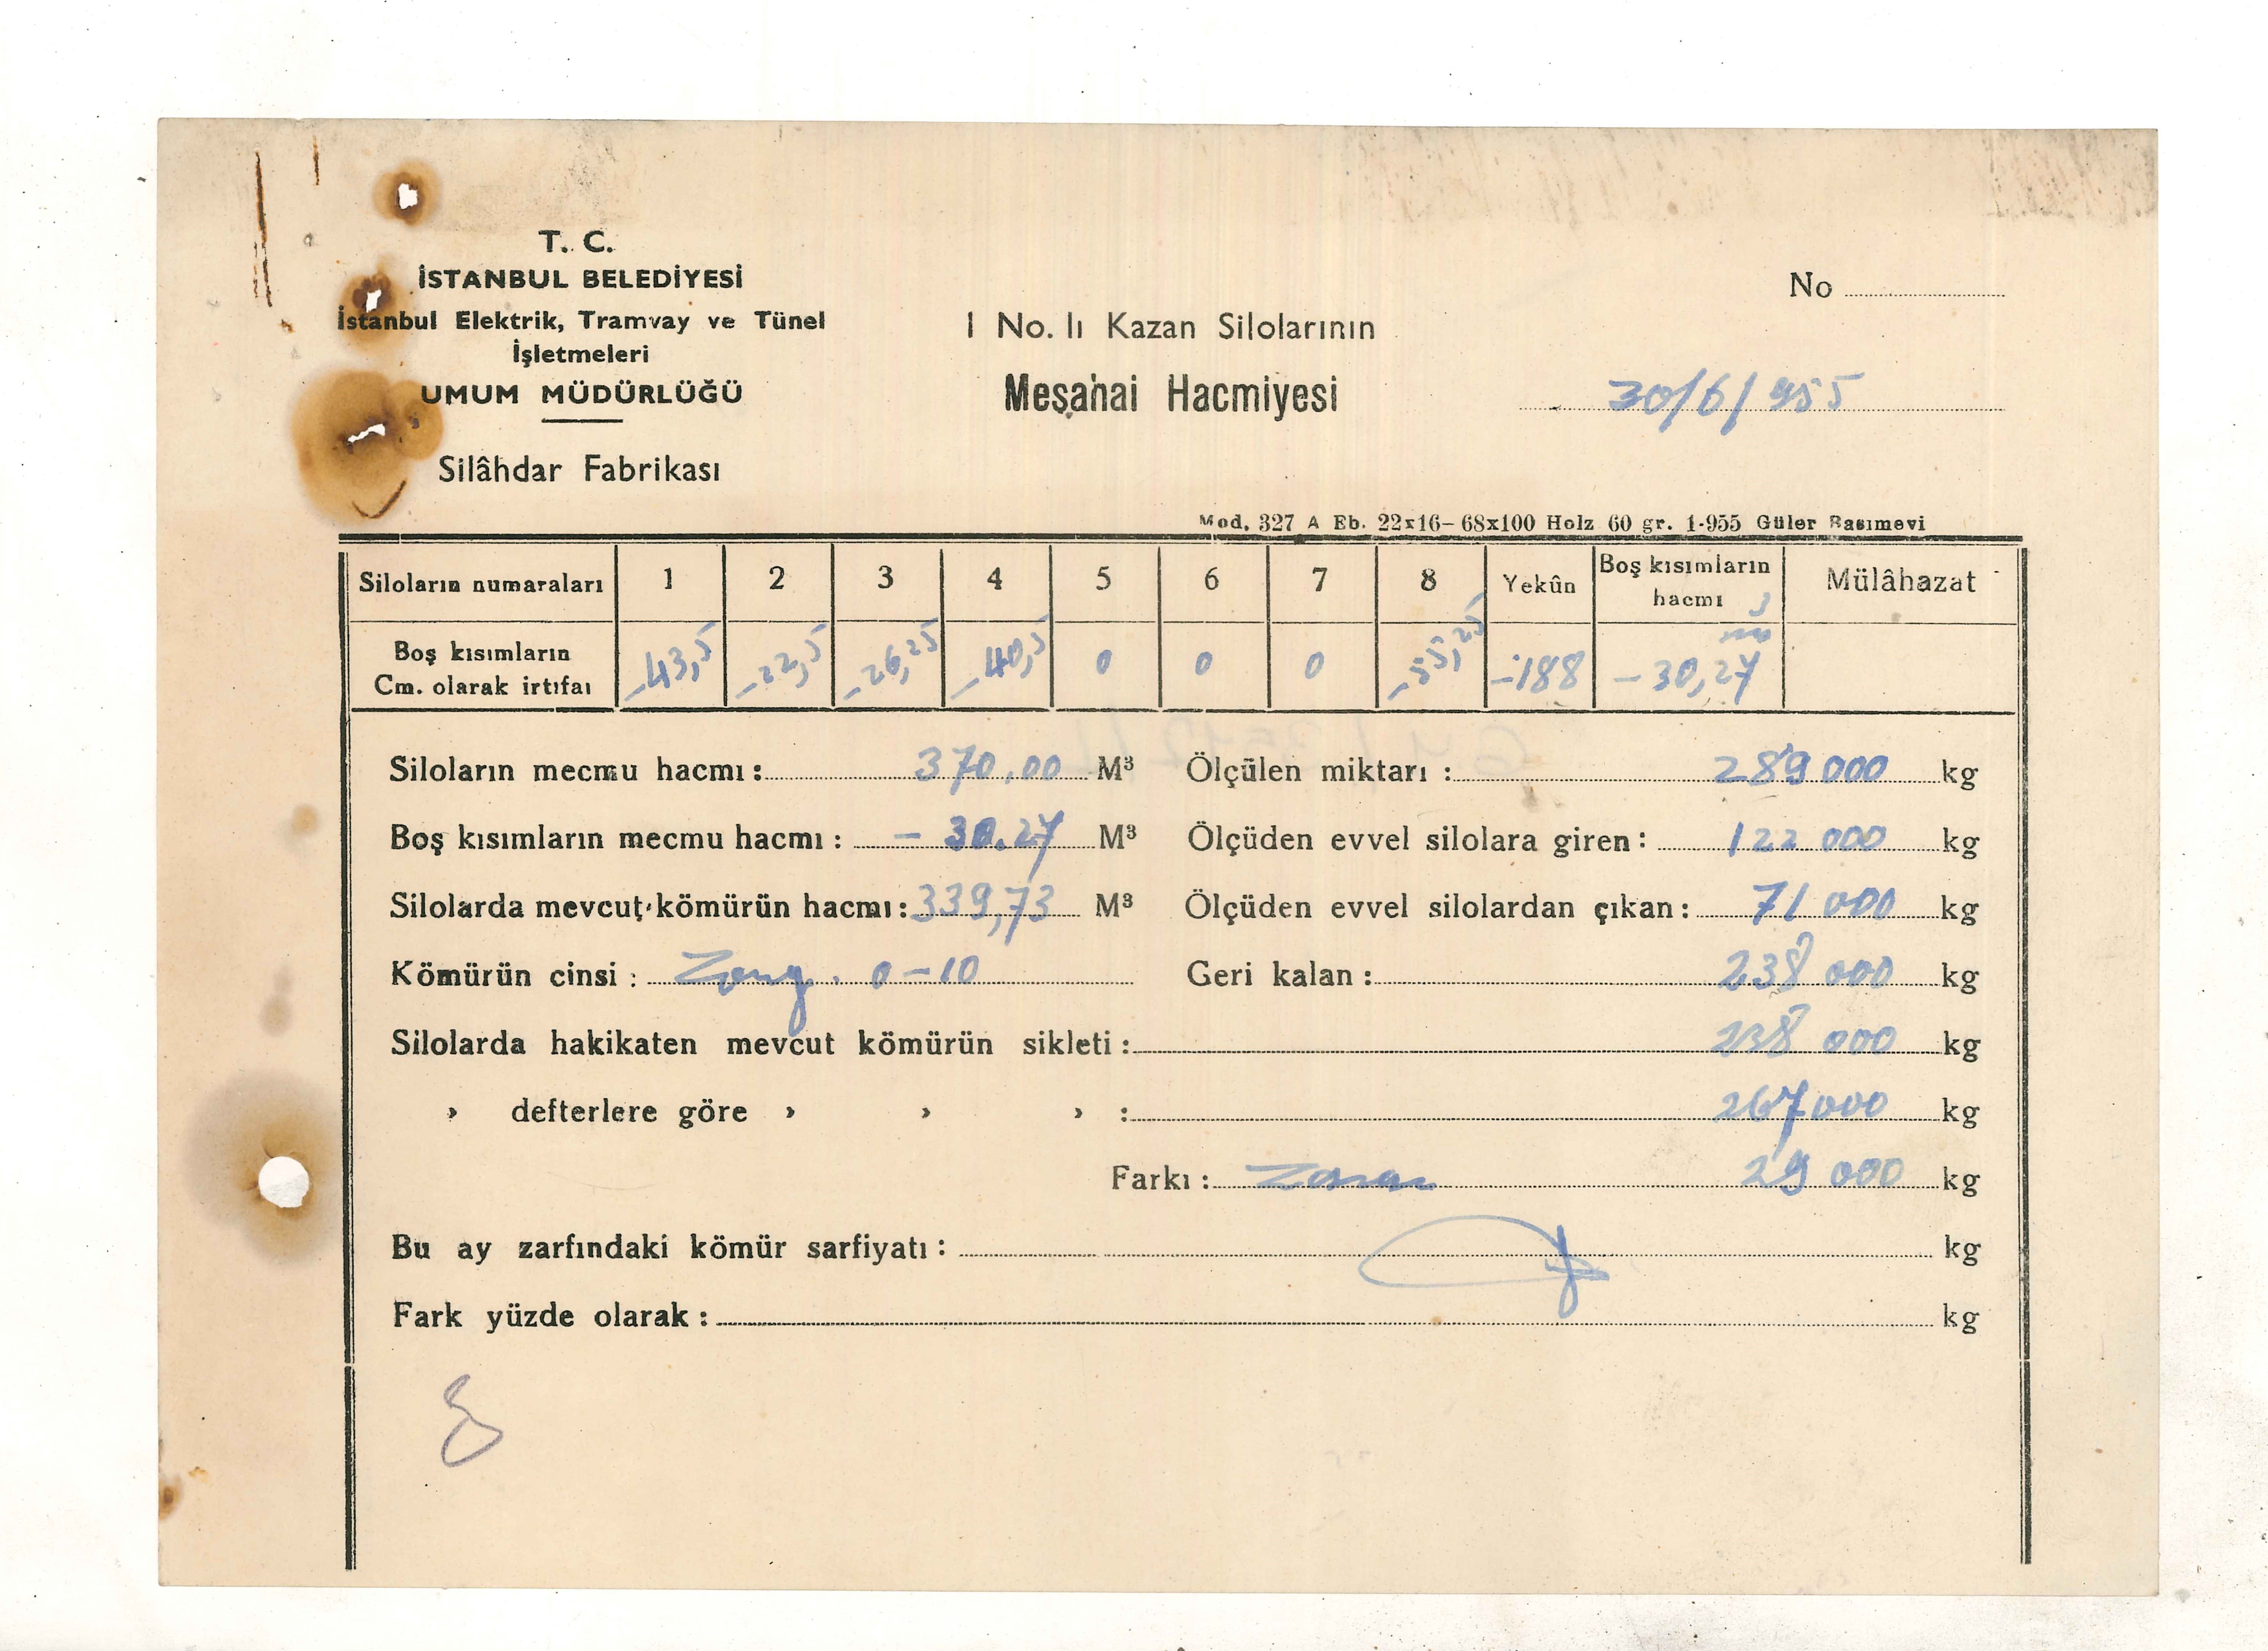 T. C.
İSTANBUL BELEDİYESİ
İstanbul Elektrik, Tramvay ve Tünel
İşletmeleri
UMUM MÜDÜRLÜĞÜ
Silâhdar Fabrikası
I No. lı Kazan Silolarının
Meşahai Hacmiyesi
No
30/6/955
Mod. 327 A Eb. 22x16-68x100 Holz 60 gr. 1-955 Güler Basımevi
Siloların numaraları 1 2 3 4 5 6 7 8 Yekûn Boş kısımların hacmı Mülâhazat
m3
Boş kısımların Cm. olarak irtifaı -43,5 -22,5 -26,25 -40,5 0 0 0 -55,25 -188 -30,27
Siloların mecmu hacmı: 370.00 M³ Ölçülen miktarı : 289 000 kg
Boş kısımların mecmu hacmı : - 30.27 M³ Ölçüden evvel silolara giren: 122 000 kg
Silolarda mevcut kömürün hacmı: 339,73 M³ Ölçüden evvel silolardan çıkan: 71 000 kg
Kömürün cinsi : Zong. 0-10 Geri kalan : 238 000 kg
Silolarda hakikaten mevcut kömürün sikleti : 238 000 kg
› defterlere göre › › › : 267000 kg
Farkı : Zarar 29 000 kg
Bu ay zarfındaki kömür sarfiyatı : kg
Fark yüzde olarak : kg